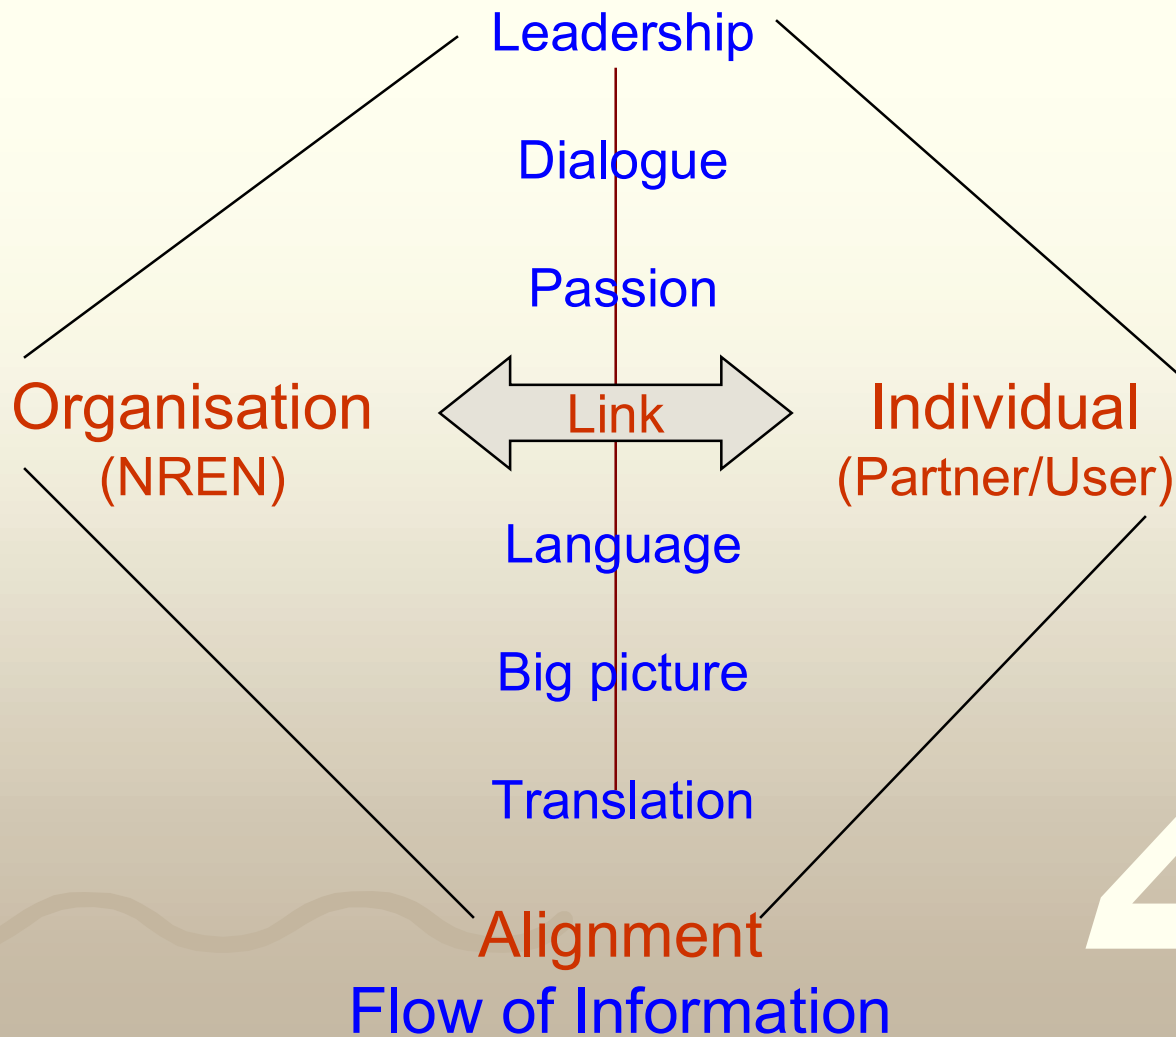 Leadership
Dialogue
Passion
Organisation
(NREN)
Link
Individual
(Partner/User)
Language
Big picture
Translation
Alignment
Flow of Information